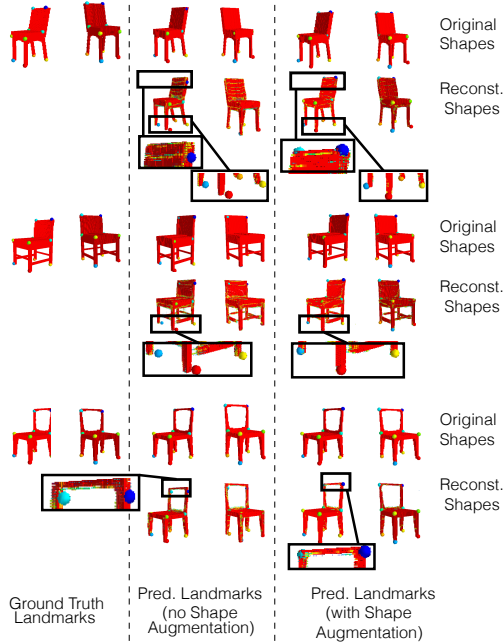 Original
Shapes
Reconst.
Shapes
Original
Shapes
Reconst.
Shapes
Original
Shapes
Reconst.
Shapes
Ground Truth
Landmarks
Pred. Landmarks
(no Shape
Augmentation)
Pred. Landmarks
(with Shape
Augmentation)